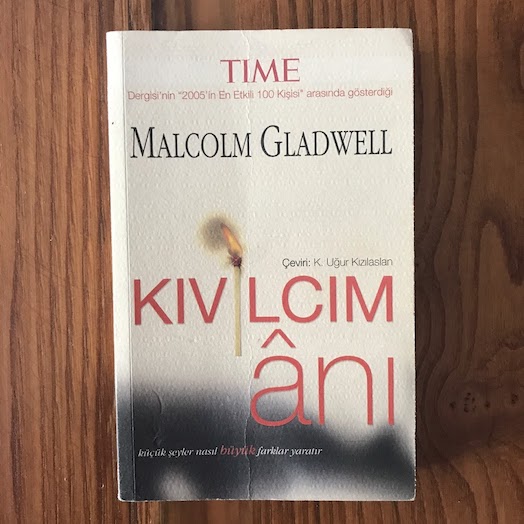 TIME
Dergisi'nin "2005'in En Etkili 100 Kişisi" arasında gösterdiği
MALCOLM GLADWELL
Çeviri: K. Uğur Kızılaslan
KIVILCIM
ânı
küçük şeyler nasıl büyük farklar yaratır